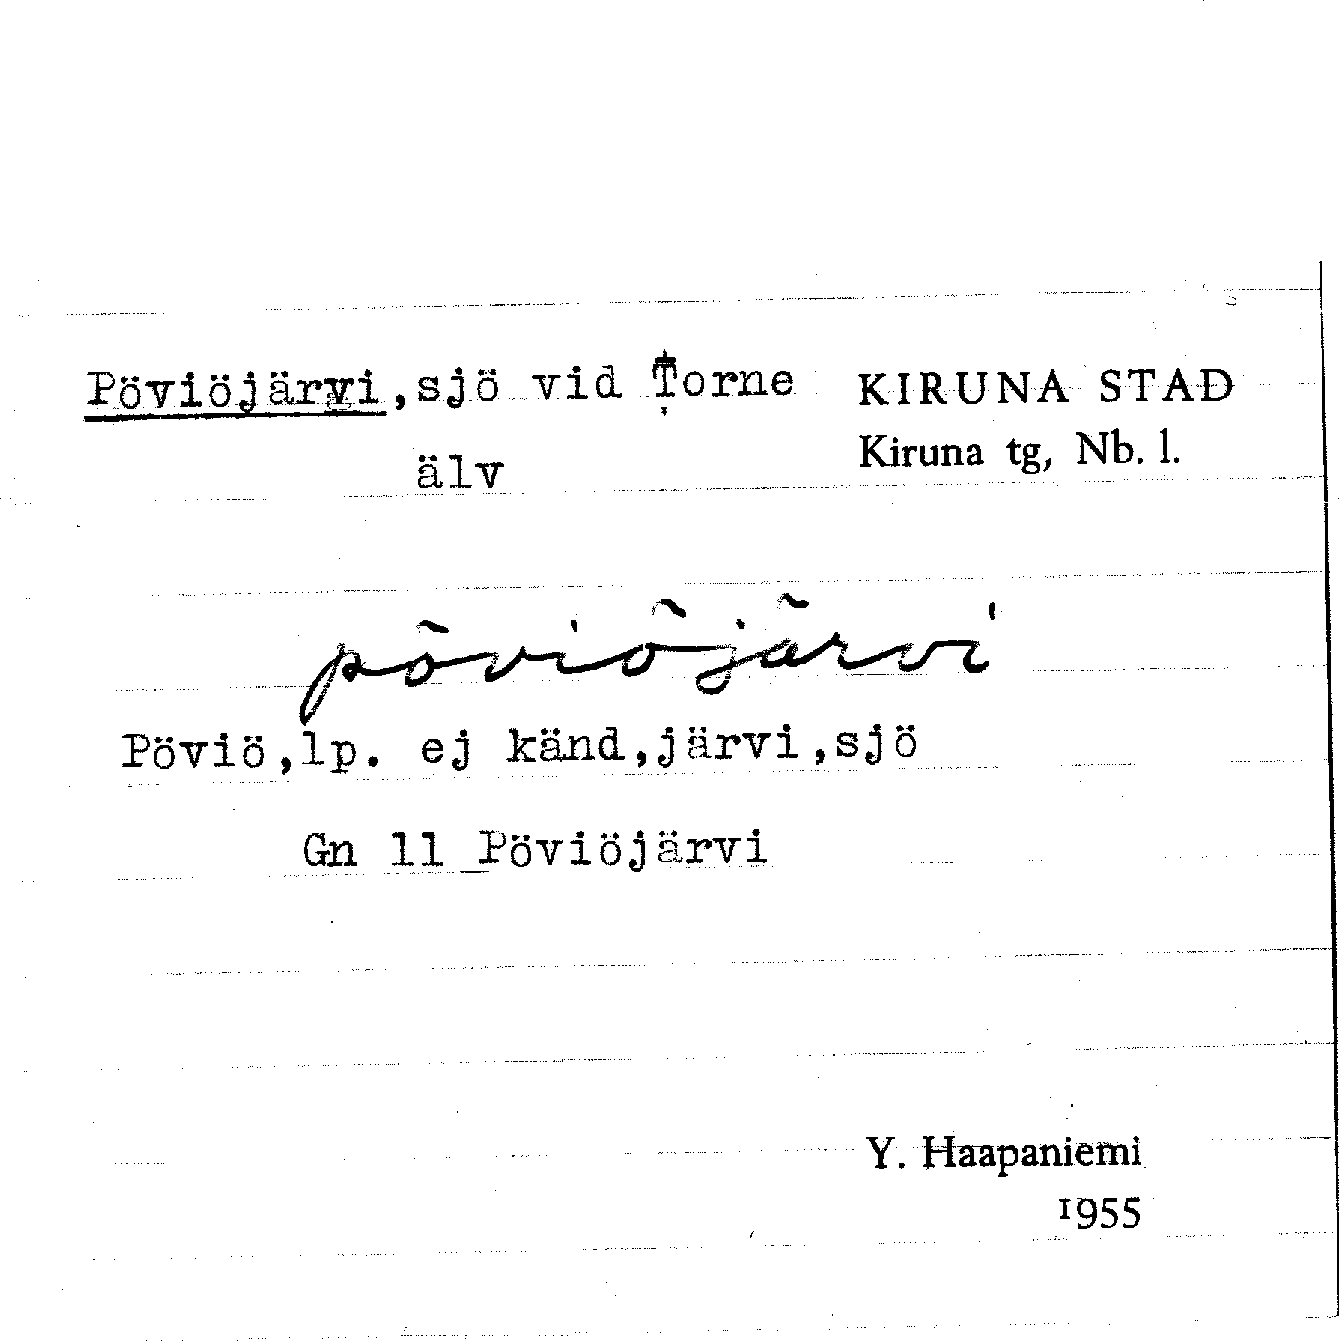 Pöviöjärvi,sjö vid Torne
älv
KIRUNA STAD
Kiruna tg, Nb. l.
pöviöjärvi
Pöviö,lp. ej känd,järvi,sjö
Gn 11 Pöviöjärvi
Y. Haapaniemi
1955